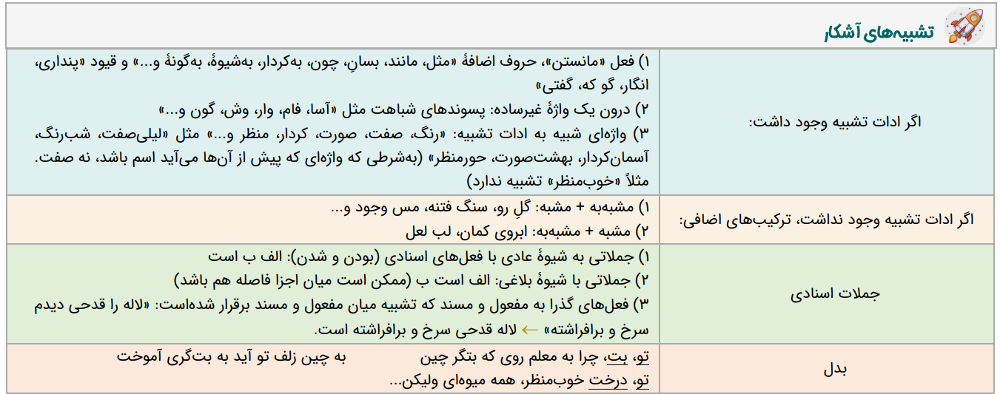 تشبیه‌های آشکار
اگر ادات تشبیه وجود داشت:
۱) فعل «مانستن»، حروف اضافهٔ «مثل، مانند، بسانِ، چون، به‌کردار، به‌شیوهٔ، به‌گونهٔ و...» و قیود «پنداری،
انگار، گو که، گفتی»
۲) درون یک واژهٔ غیرساده: پسوندهای شباهت مثل «آسا، فام، وار، وش، گون و...»
۳) واژه‌ای شبیه به ادات تشبیه: «رنگ، صفت، صورت، کردار، منظر و...» مثل «لیلی‌صفت، شب‌رنگ،
آسمان‌کردار، بهشت‌صورت، حورمنظر» (به‌شرطی که واژه‌ای که پیش از آن‌ها می‌آید اسم باشد، نه صفت.
مثلاً «خوب‌منظر» تشبیه ندارد)
اگر ادات تشبیه وجود نداشت، ترکیب‌های اضافی:
۱) مشبه‌به + مشبه: گلِ رو، سنگ فتنه، مس وجود و...
۲) مشبه + مشبه‌به: ابروی کمان، لب لعل
جملات اسنادی
۱) جملاتی به شیوهٔ عادی با فعل‌های اسنادی (بودن و شدن): الف ب است
۲) جملاتی با شیوهٔ بلاغی: الف است ب (ممکن است میان اجزا فاصله هم باشد)
۳) فعل‌های گذرا به مفعول و مسند که تشبیه میان مفعول و مسند برقرار شده‌است: «لاله را قدحی دیدم
سرخ و برافراشته» ← لاله قدحی سرخ و برافراشته است.
بدل
تو، بت، چرا به معلم روی که بتگر چین به چین زلف تو آید به بت‌گری آموخت
تو، درخت خوب‌منظر، همه میوه‌ای ولیکن...